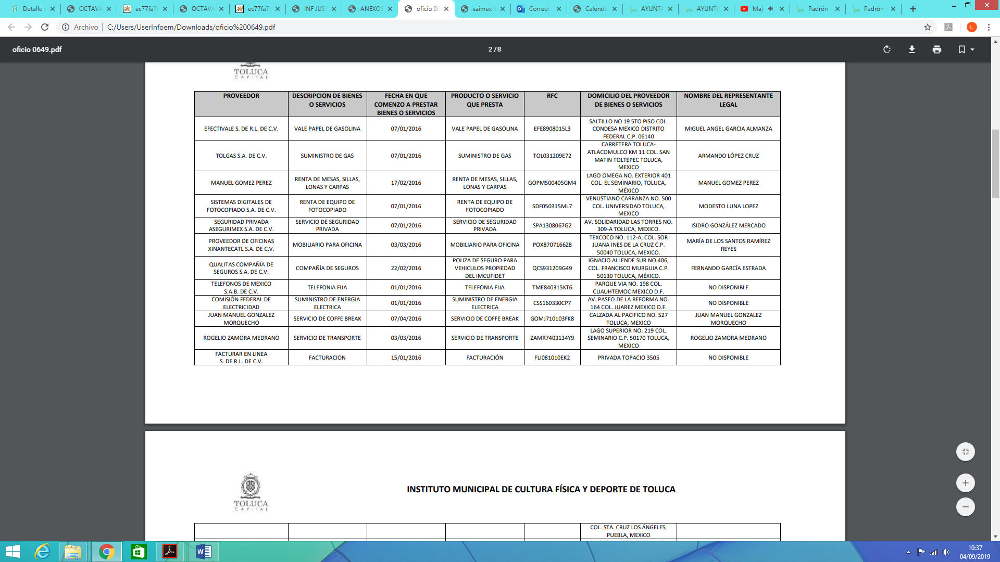 Detalle d
OCTAVA
ec77fa7
OCTAVA
ec77fa7
INF JUS
ANEXOS
oficio 06
saimex 6
Correo:
Calenda
AYUNTA
AYUNTA
Maj
Padrón
Padrón
Archivo
C:/Users/UserInfoem/Downloads/oficio%200649.pdf
L
oficio 0649.pdf
2 / 8
TOLUCA
CAPITAL
PROVEEDOR
DESCRIPCION DE BIENES
O SERVICIOS
FECHA EN QUE
COMENZO A PRESTAR
BIENES O SERVICIOS
PRODUCTO O SERVICIO
QUE PRESTA
RFC
DOMICILIO DEL PROVEEDOR
DE BIENES O SERVICIOS
NOMBRE DEL REPRESENTANTE
LEGAL
EFECTIVALE S. DE R.L. DE C.V.
VALE PAPEL DE GASOLINA
07/01/2016
VALE PAPEL DE GASOLINA
EFE8908015L3
SALTILLO NO 19 5TO PISO COL.
CONDESA MEXICO DISTRITO
FEDERAL C.P. 06140
MIGUEL ANGEL GARCIA ALMANZA
TOLGAS S.A. DE C.V.
SUMINISTRO DE GAS
07/01/2016
SUMINISTRO DE GAS
TOL031209E72
CARRETERA TOLUCA-
ATLACOMULCO KM 11 COL. SAN
MATIN TOLTEPEC TOLUCA,
MEXICO
ARMANDO LÓPEZ CRUZ
MANUEL GOMEZ PEREZ
RENTA DE MESAS, SILLAS,
LONAS Y CARPAS
17/02/2016
RENTA DE MESAS, SILLAS,
LONAS Y CARPAS
GOPM500405GM4
LAGO OMEGA NO. EXTERIOR 401
COL. EL SEMINARIO, TOLUCA,
MÉXICO
MANUEL GOMEZ PEREZ
SISTEMAS DIGITALES DE
FOTOCOPIADO S.A. DE C.V.
RENTA DE EQUIPO DE
FOTOCOPIADO
07/01/2016
RENTA DE EQUIPO DE
FOTOCOPIADO
SDF050315ML7
VENUSTIANO CARRANZA NO. 500
COL. UNIVERSIDAD TOLUCA,
MEXICO
MODESTO LUNA LOPEZ
SEGURIDAD PRIVADA
ASEGURIMEX S.A. DE C.V.
SERVICIO DE SEGURIDAD
PRIVADA
07/01/2016
SERVICIO DE SEGURIDAD
PRIVADA
SPA1308067G2
AV. SOLIDARIDAD LAS TORRES NO.
309-A TOLUCA, MEXICO.
ISIDRO GONZÁLEZ MERCADO
PROVEEDOR DE OFICINAS
XINANTECATL S.A. DE C.V.
MOBILIARIO PARA OFICINA
03/03/2016
MOBILIARIO PARA OFICINA
POX8707166Z8
TEXCOCO NO. 112-A, COL. SOR
JUANA INES DE LA CRUZ C.P.
50040 TOLUCA, MEXICO.
MARÍA DE LOS SANTOS RAMÍREZ
REYES
QUALITAS COMPAÑÍA DE
SEGUROS S.A. DE C.V.
COMPAÑÍA DE SEGUROS
22/02/2016
POLIZA DE SEGURO PARA
VEHICULOS PROPIEDAD
DEL IMCUFIDET
QCS931209G49
IGNACIO ALLENDE SUR NO.406,
COL. FRANCISCO MURGUIA C.P.
50130 TOLUCA, MÉXICO.
FERNANDO GARCÍA ESTRADA
TELEFONOS DE MEXICO
S.A.B. DE C.V.
TELEFONIA FIJA
01/01/2016
TELEFONIA FIJA
TME840315KT6
PARQUE VIA NO. 198 COL.
CUAUHTEMOC MEXICO D.F.
NO DISPONIBLE
COMISIÓN FEDERAL DE
ELECTRICIDAD
SUMINISTRO DE ENERGIA
ELECTRICA
01/01/2016
SUMINISTRO DE ENERGIA
ELECTRICA
CSS160330CP7
AV. PASEO DE LA REFORMA NO.
164 COL. JUAREZ MEXICO D.F.
NO DISPONIBLE
JUAN MANUEL GONZALEZ
MORQUECHO
SERVICIO DE COFFE BREAK
07/04/2016
SERVICIO DE COFFE BREAK
GOMJ710103FK8
CALZADA AL PACIFICO NO. 527
TOLUCA, MEXICO
JUAN MANUEL GONZALEZ
MORQUECHO
ROGELIO ZAMORA MEDRANO
SERVICIO DE TRANSPORTE
03/03/2016
SERVICIO DE TRANSPORTE
ZAMR7403134Y9
LAGO SUPERIOR NO. 219 COL.
SEMINARIO C.P. 50170 TOLUCA,
MEXICO
ROGELIO ZAMORA MEDRANO
FACTURAR EN LINEA
S. DE R.L. DE C.V.
FACTURACION
15/01/2016
FACTURACIÓN
FLI081010EK2
PRIVADA TOPACIO 3505
NO DISPONIBLE
TOLUCA
CAPITAL
INSTITUTO MUNICIPAL DE CULTURA FÍSICA Y DEPORTE DE TOLUCA
COL. STA. CRUZ LOS ÁNGELES,
PUEBLA, MEXICO
10:37
04/09/2019